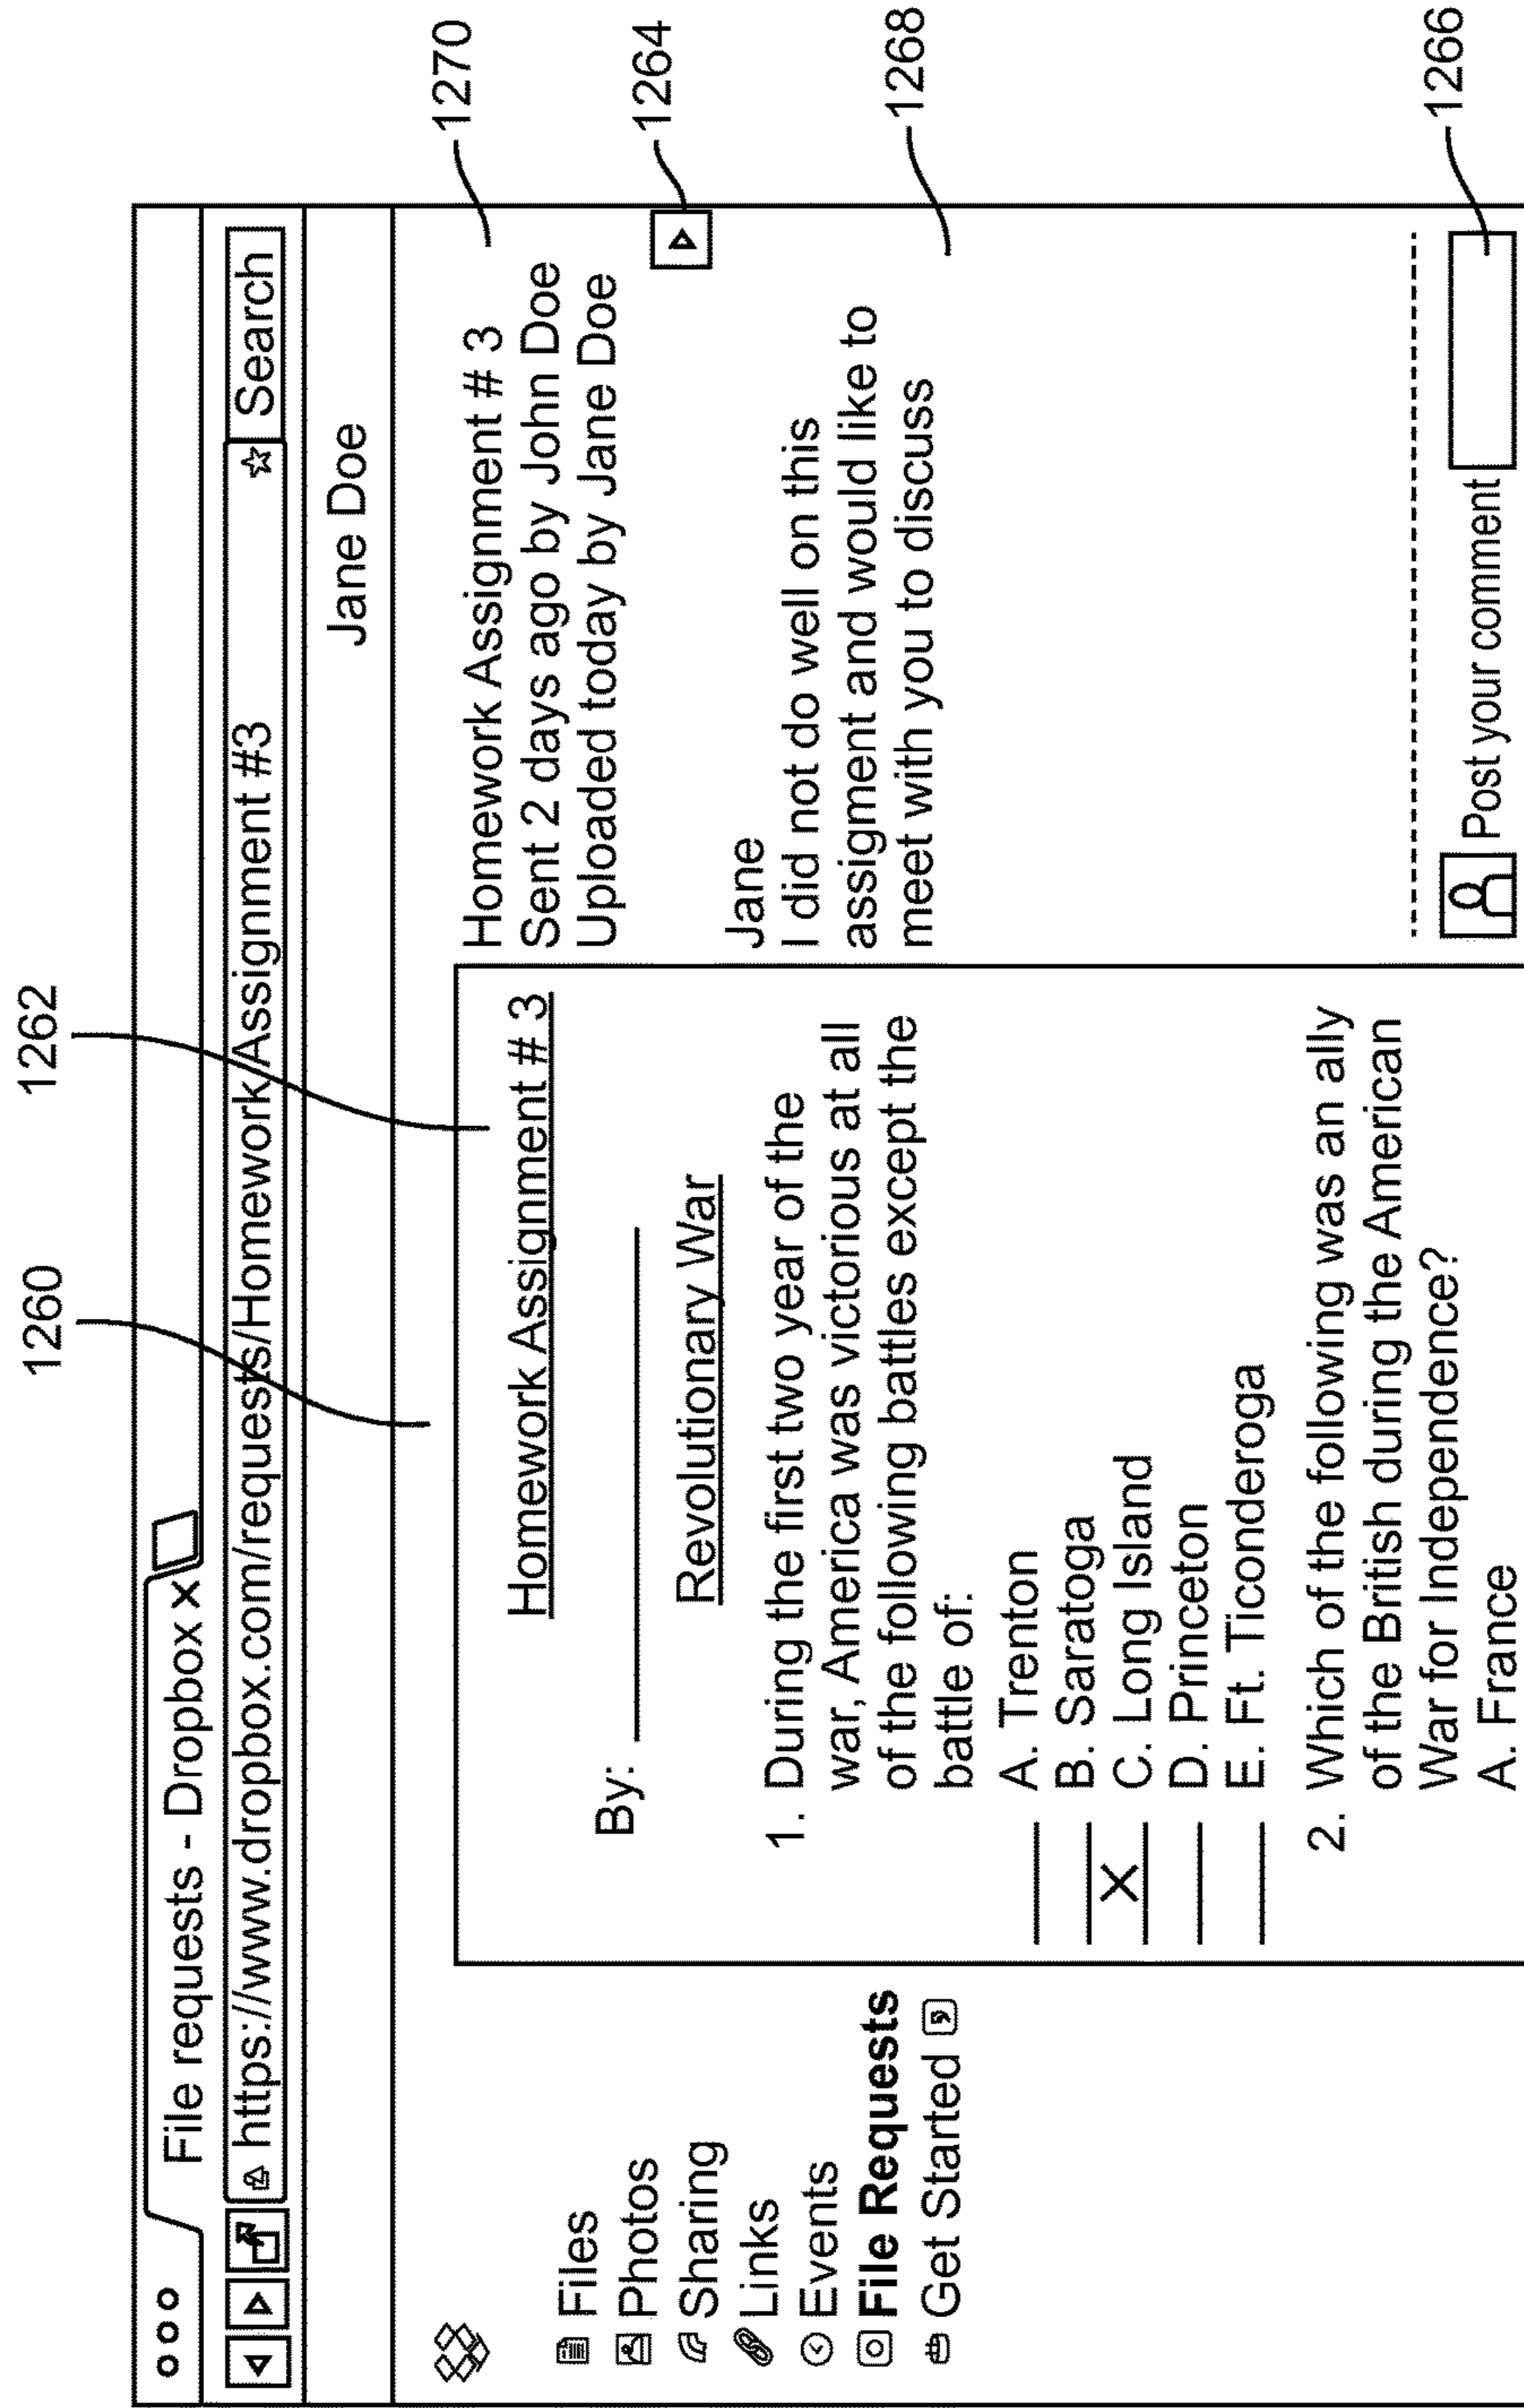 1260
1262
File requests - Dropbox X
https://www.dropbox.com/requests/Homework/Assignment #3
Search
Jane Doe
Files
Photos
Sharing
Links
Events
File Requests
Get Started
Homework Assignment # 3
By:
Revolutionary War
1. During the first two year of the
war, America was victorious at all
of the following battles except the
battle of:
A. Trenton
B. Saratoga
X C. Long Island
D. Princeton
E. Ft. Ticonderoga
2. Which of the following was an ally
of the British during the American
War for Independence?
A. France
Homework Assignment # 3
Sent 2 days ago by John Doe
Uploaded today by Jane Doe
Jane
I did not do well on this
assigment and would like to
meet with you to discuss
Post your comment
1270
1264
1268
1266